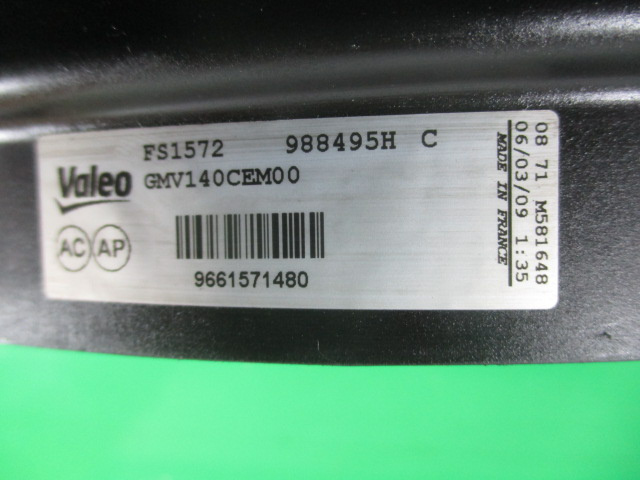 FS1572 988495H C
Valeo GMV140CEM00
AC AP
9661571480
08 71 M581648
06/03/09 1:35
MADE IN FRANCE